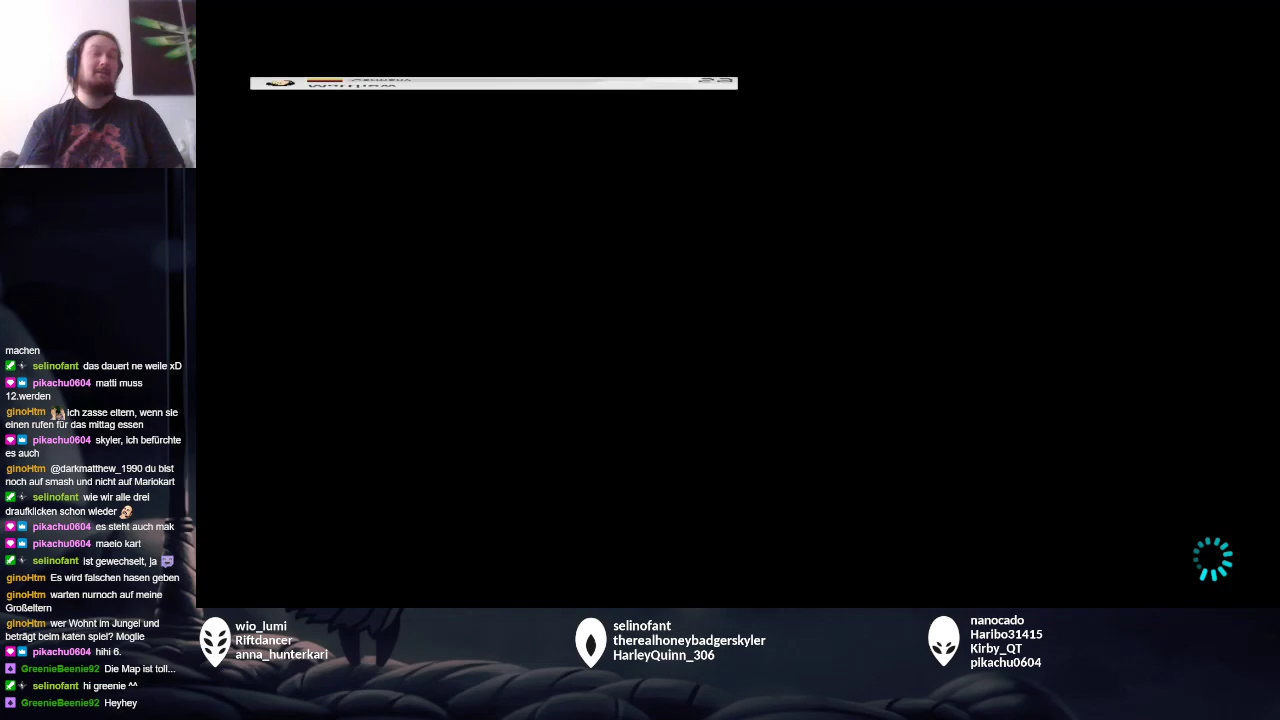 machen
selinofant das dauert ne weile xD
pikachu0604 matti muss
12.werden
ginoHtm ich zasse eltern, wenn sie
einen rufen für das mittag essen
pikachu0604 skyler, ich befürchte
es auch
ginoHtm @darkmatthew_1990 du bist
noch auf smash und nicht auf Mariokart
selinofant wie wir alle drei
draufklicken schon wieder
pikachu0604 es steht auch mak
pikachu0604 maeio kart
selinofant ist gewechselt, ja
ginoHtm Es wird falschen hasen geben
ginoHtm warten nurnoch auf meine
Großeltern
ginoHtm wer Wohnt im Jungel und
beträgt beim katen spiel? Moglie
pikachu0604 hihi 6.
GreenieBeenie92 Die Map ist toll...
selinofant hi greenie ^^
GreenieBeenie92 Heyhey
wio_lumi
Riftdancer
anna_hunterkari
selinofant
therealhoneybadgerskyler
HarleyQuinn_306
nanocado
Haribo31415
Kirby_QT
pikachu0604